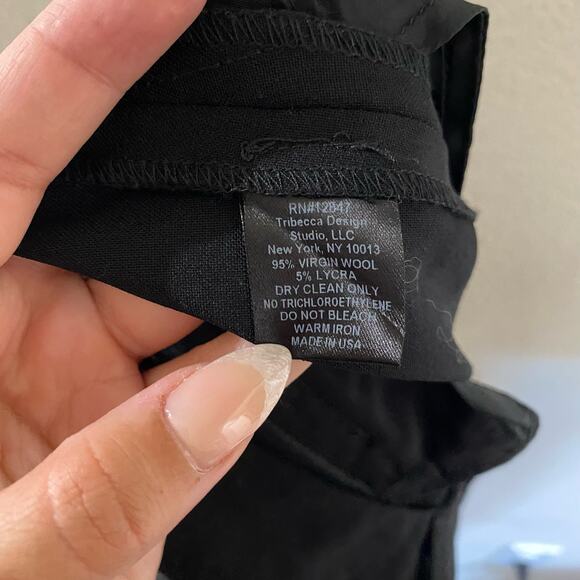 RN#12847
Tribecca Design
Studio, LLC
New York, NY 10013
95% VIRGIN WOOL
5% LYCRA
DRY CLEAN ONLY
NO TRICHLOROETHYLENE
DO NOT BLEACH
WARM IRON
MADE IN USA